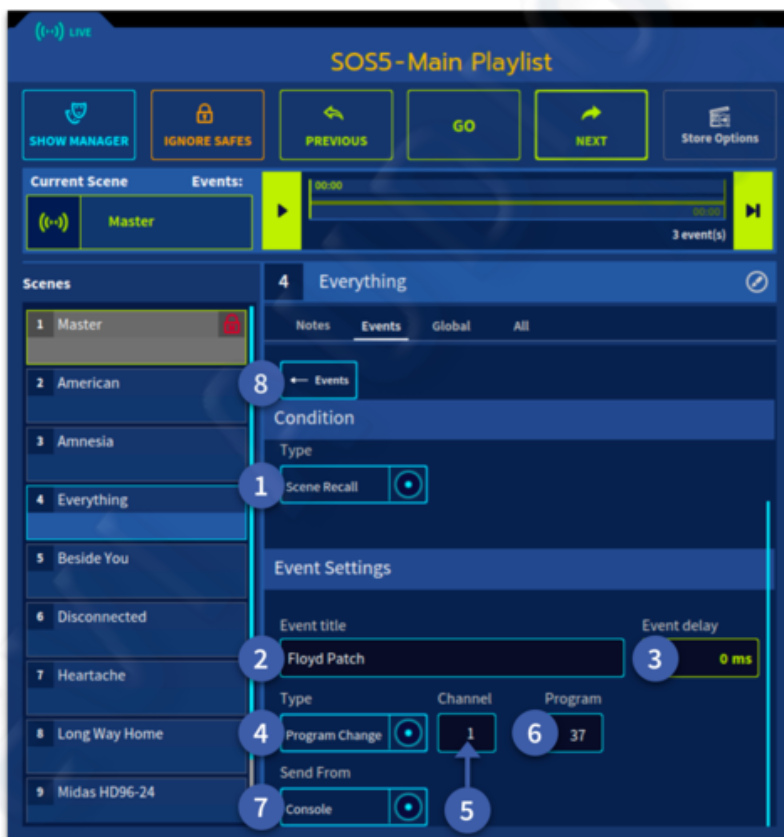 ((··)) LIVE
SOS5-Main Playlist
SHOW MANAGER
IGNORE SAFES
PREVIOUS
GO
NEXT
Store Options
Current Scene Events:
Master
00:00
00:00
3 event(s)
Scenes
4 Everything
1 Master
Notes Events Global All
2 American
8 ← Events
Condition
3 Amnesia
Type
1 Scene Recall
4 Everything
5 Beside You
Event Settings
6 Disconnected
Event title Event delay
2 Floyd Patch 3 0 ms
7 Heartache
Type Channel Program
8 Long Way Home
4 Program Change 1 6 37
Send From
9 Midas HD96-24
7 Console 5